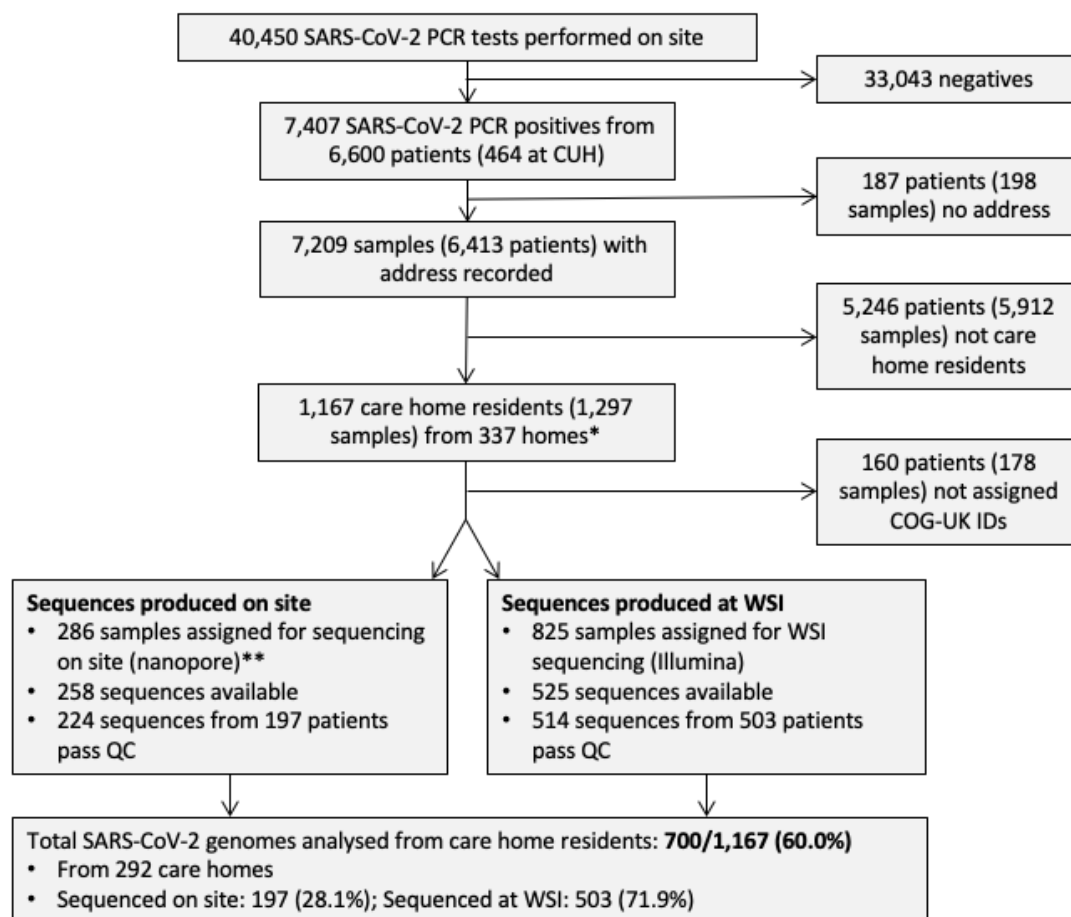 40,450 SARS-CoV-2 PCR tests performed on site
33,043 negatives
7,407 SARS-CoV-2 PCR positives from
6,600 patients (464 at CUH)
187 patients (198
samples) no address
7,209 samples (6,413 patients) with
address recorded
5,246 patients (5,912
samples) not care
home residents
1,167 care home residents (1,297
samples) from 337 homes*
160 patients (178
samples) not assigned
COG-UK IDs
Sequences produced on site
• 286 samples assigned for sequencing
on site (nanopore)**
• 258 sequences available
• 224 sequences from 197 patients
pass QC
Sequences produced at WSI
• 825 samples assigned for WSI
sequencing (Illumina)
• 525 sequences available
• 514 sequences from 503 patients
pass QC
Total SARS-CoV-2 genomes analysed from care home residents: 700/1,167 (60.0%)
• From 292 care homes
• Sequenced on site: 197 (28.1%); Sequenced at WSI: 503 (71.9%)